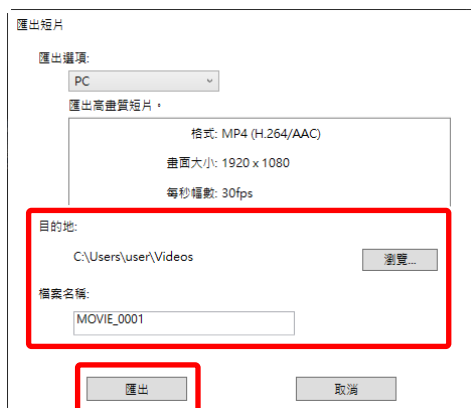 匯出短片
匯出選項:
PC
匯出高畫質短片。
格式: MP4 (H.264/AAC)
畫面大小: 1920 x 1080
每秒幅數: 30fps
目的地:
C:\Users\user\Videos
瀏覽...
檔案名稱:
MOVIE_0001
匯出
取消